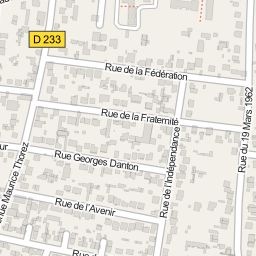 D 233
Rue de la Fédération
Rue de la Fraternité
Rue du 19 Mars 1962
Maurice Thorez
Rue Georges Danton
Rue de l'Indépendance
Rue de l'Avenir